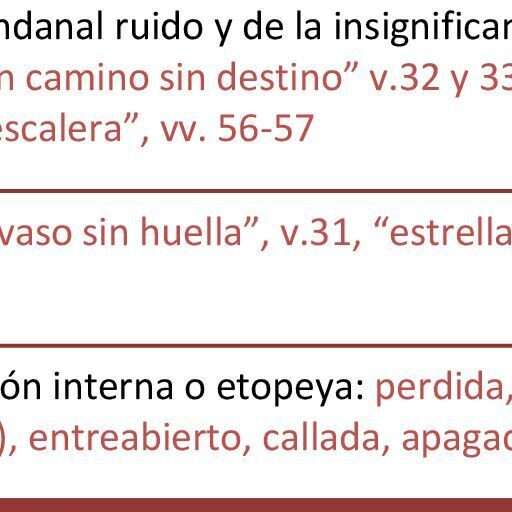 ndanal ruido y de la insignifican
n camino sin destino” v.32 y 33
escalera”, vv. 56-57
vaso sin huella”, v.31, “estrella
ón interna o etopeya: perdida,
), entreabierto, callada, apagad